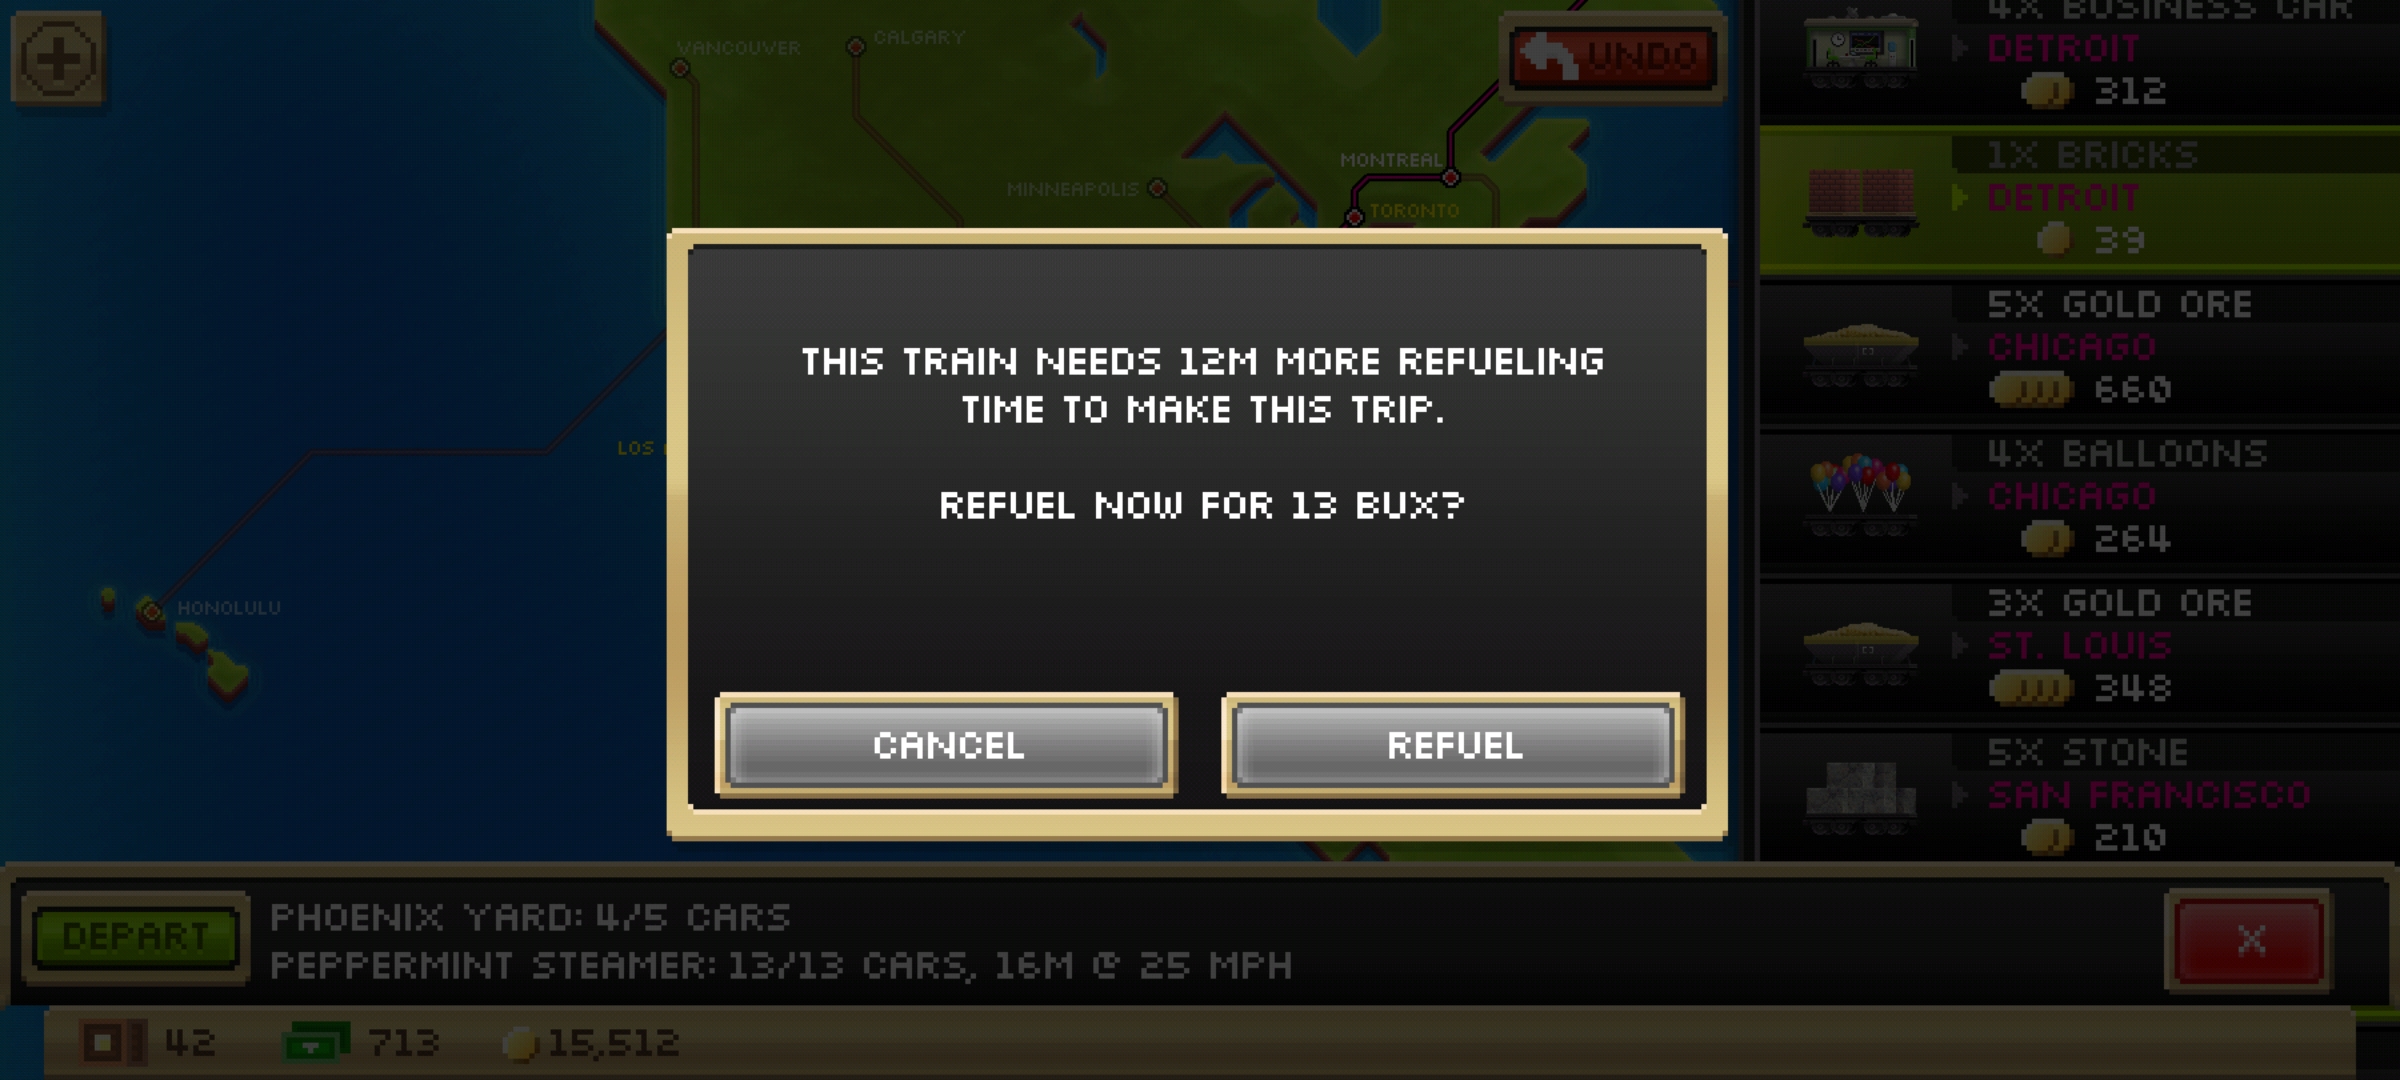 VANCOUVER
CALGARY
UNDO
MONTREAL
MINNEAPOLIS
TORONTO
LOS
HONOLULU
THIS TRAIN NEEDS 12M MORE REFUELING
TIME TO MAKE THIS TRIP.
REFUEL NOW FOR 13 BUX?
CANCEL
REFUEL
4X BUSINESS CAR
DETROIT
312
1X BRICKS
DETROIT
39
5X GOLD ORE
CHICAGO
660
4X BALLOONS
CHICAGO
264
3X GOLD ORE
ST. LOUIS
348
5X STONE
SAN FRANCISCO
210
DEPART
PHOENIX YARD: 4/5 CARS
PEPPERMINT STEAMER: 13/13 CARS, 16M @ 25 MPH
X
42
713
15,512